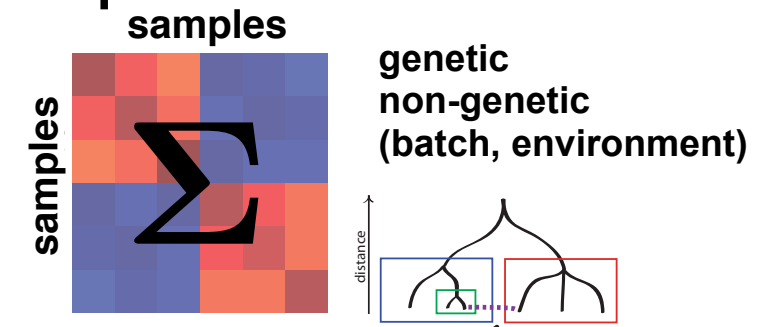 samples
samples
Σ
genetic
non-genetic
(batch, environment)
distance